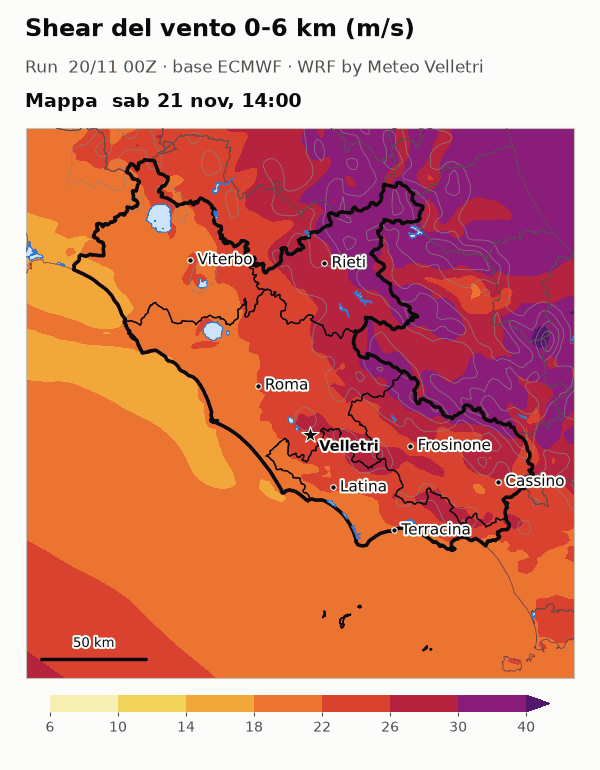 Shear del vento 0-6 km (m/s)
Run  20/11 00Z · base ECMWF · WRF by Meteo Velletri
Mappa  sab 21 nov, 14:00
Viterbo
Rieti
Roma
Velletri
Frosinone
Cassino
Latina
Terracina
50 km
6 10 14 18 22 26 30 40